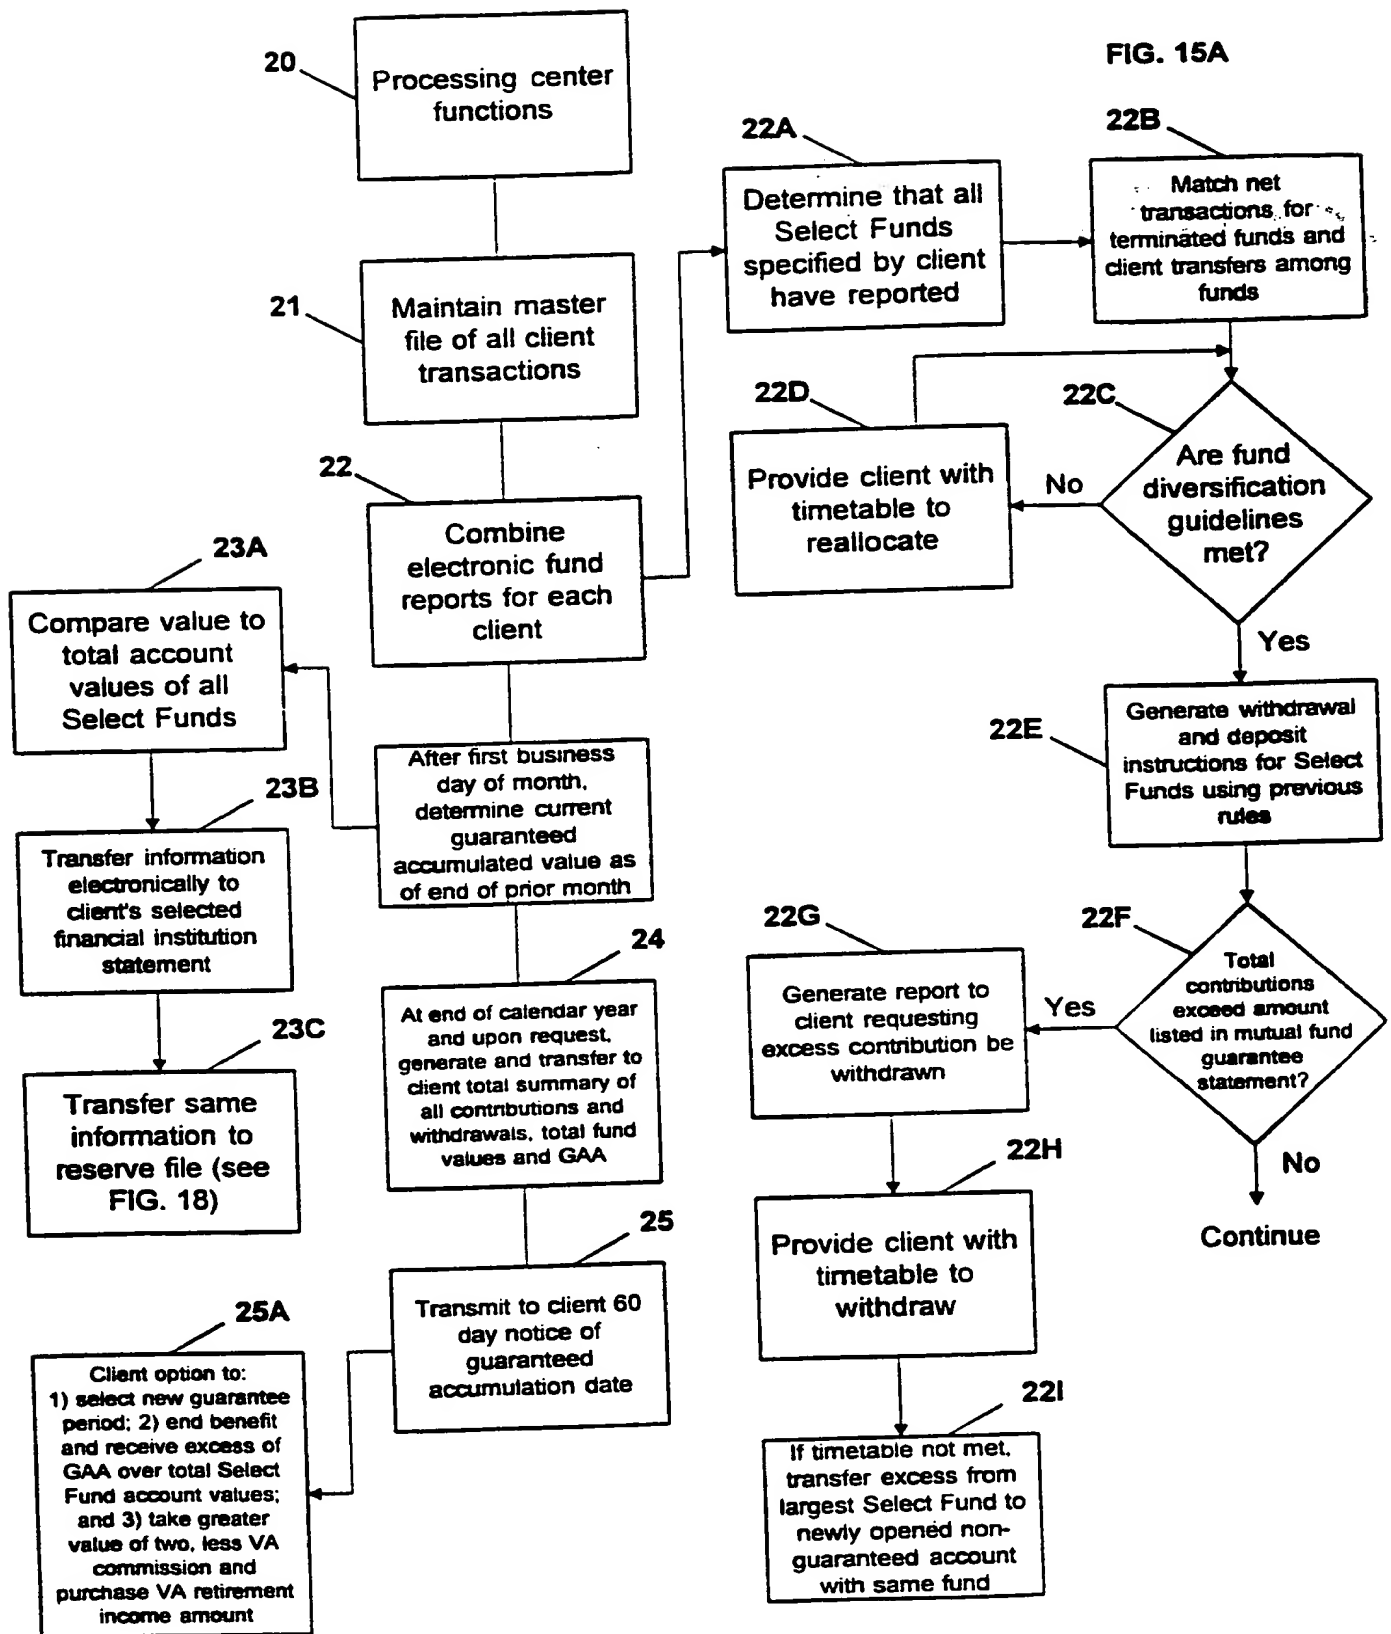 FIG. 15A
20
Processing center
functions
21
Maintain master
file of all client
transactions
22
Combine
electronic fund
reports for each
client
22A
Determine that all
Select Funds
specified by client
have reported
22B
Match net
transactions for
terminated funds and
client transfers among
funds
22C
Are fund
diversification
guidelines
met?
No
22D
Provide client with
timetable to
reallocate
Yes
22E
Generate withdrawal
and deposit
instructions for Select
Funds using previous
rules
22F
Total
contributions
exceed amount
listed in mutual fund
guarantee
statement?
Yes
No
Continue
22G
Generate report to
client requesting
excess contribution be
withdrawn
22H
Provide client with
timetable to
withdraw
22I
If timetable not met,
transfer excess from
largest Select Fund to
newly opened non-
guaranteed account
with same fund
After first business
day of month,
determine current
guaranteed
accumulated value as
of end of prior month
23A
Compare value to
total account
values of all
Select Funds
23B
Transfer information
electronically to
client's selected
financial institution
statement
23C
Transfer same
information to
reserve file (see
FIG. 18)
24
At end of calendar year
and upon request,
generate and transfer to
client total summary of
all contributions and
withdrawals, total fund
values and GAA
25
Transmit to client 60
day notice of
guaranteed
accumulation date
25A
Client option to:
1) select new guarantee
period; 2) end benefit
and receive excess of
GAA over total Select
Fund account values;
and 3) take greater
value of two, less VA
commission and
purchase VA retirement
income amount